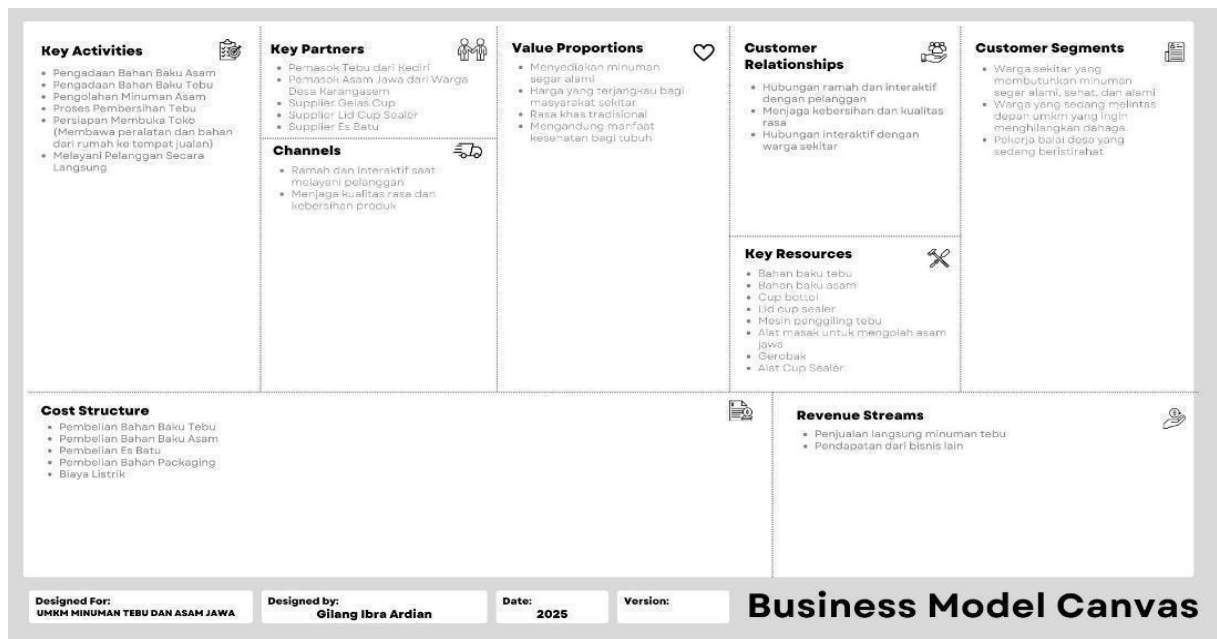 Key Activities
Pengadaan Bahan Baku Asam
Pengadaan Bahan Baku Tebu
Pengolahan Minuman Asam
Proses Pembersihan Tebu
Persiapan Membuka Toko
(Membawa peralatan dan bahan
dari rumah ke tempat jualan)
Melayani Pelanggan Secara
Langsung
Key Partners
Pemasok Tebu dari Kediri
Pemasok Asam Jawa dari Warga
Desa Karangasem
Supplier Gelas Cup
Supplier Lid Cup Sealer
Supplier Es Batu
Channels
Ramah dan interaktif saat
melayani pelanggan
Menjaga kualitas rasa dan
kebersihan produk
Value Proportions
Menyediakan minuman
segar alami
Harga yang terjangkau bagi
masyarakat sekitar
Rasa khas tradisional
Mengandung manfaat
kesehatan bagi tubuh
Customer
Relationships
Hubungan ramah dan interaktif
dengan pelanggan
Menjaga kebersihan dan kualitas
rasa
Hubungan interaktif dengan
warga sekitar
Key Resources
Bahan baku tebu
Bahan baku asam
Cup bottol
Lid cup sealer
Mesin penggiling tebu
Alat masak untuk mengolah asam
jawa
Gerobak
Alat Cup Sealer
Customer Segments
Warga sekitar yang
membutuhkan minuman
segar alami, sehat, dan alami
Warga yang sedang melintas
depan umkm yang ingin
menghilangkan dahaga
Pekerja balai desa yang
sedang beristirahat
Cost Structure
Pembelian Bahan Baku Tebu
Pembelian Bahan Baku Asam
Pembelian Es Batu
Pembelian Bahan Packaging
Biaya Listrik
Revenue Streams
Penjualan langsung minuman tebu
Pendapatan dari bisnis lain
Designed For:
UMKM MINUMAN TEBU DAN ASAM JAWA
Designed by:
Gilang Ibra Ardian
Date:
2025
Version:
Business Model Canvas